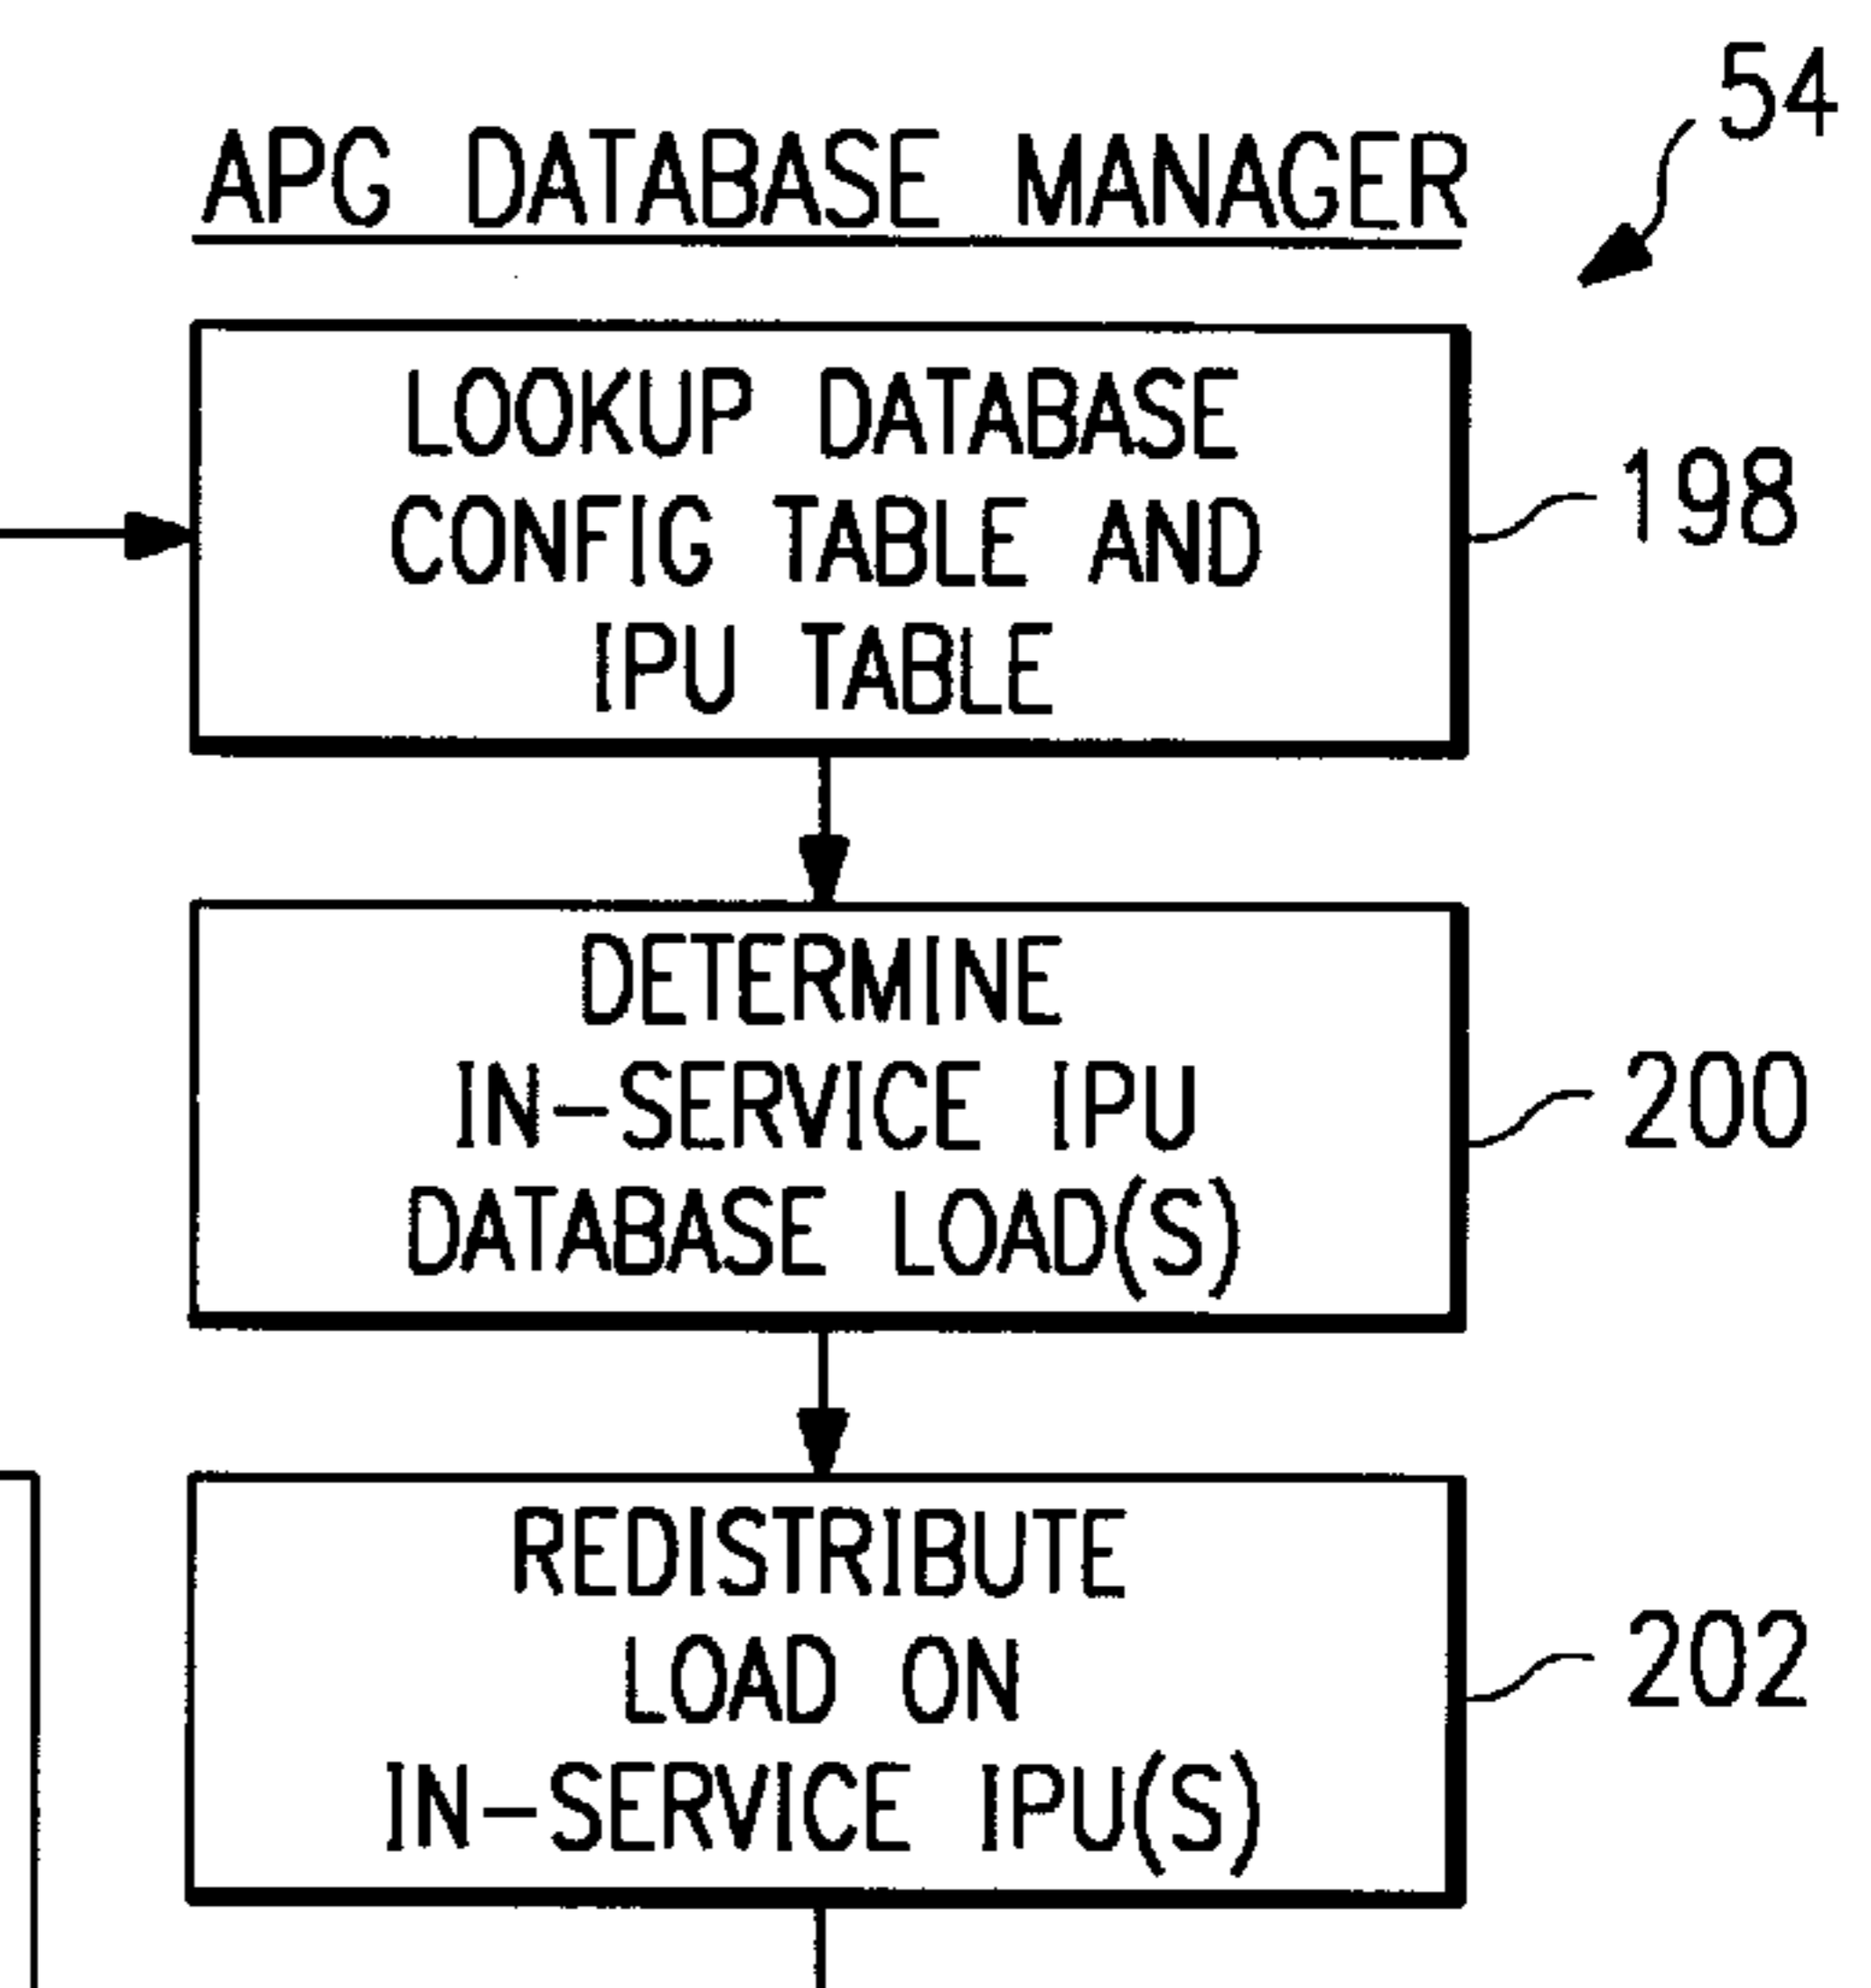 54
APG DATABASE MANAGER
LOOKUP DATABASE
CONFIG TABLE AND
IPU TABLE
198
DETERMINE
IN-SERVICE IPU
DATABASE LOAD(S)
200
REDISTRIBUTE
LOAD ON
IN-SERVICE IPU(S)
202